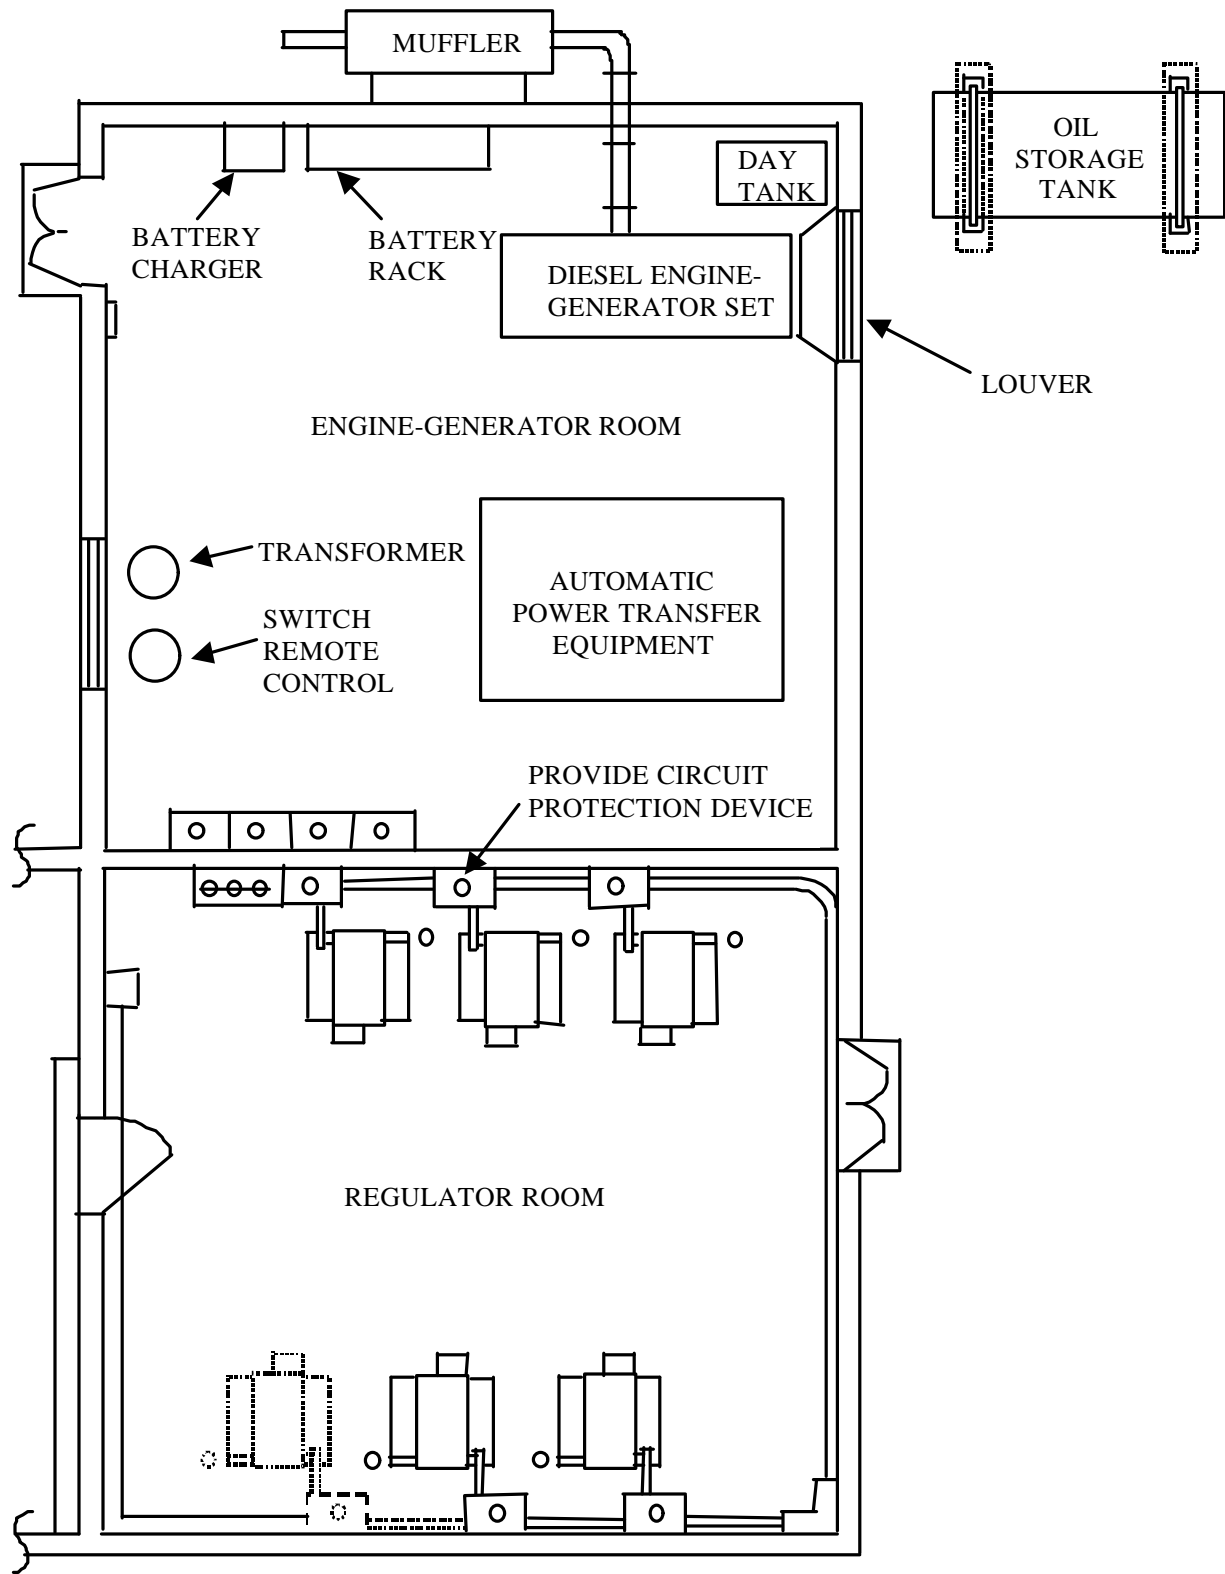 MUFFLER
OIL
STORAGE
TANK
DAY
TANK
BATTERY
CHARGER
BATTERY
RACK
DIESEL ENGINE-
GENERATOR SET
LOUVER
ENGINE-GENERATOR ROOM
TRANSFORMER
SWITCH
REMOTE
CONTROL
AUTOMATIC
POWER TRANSFER
EQUIPMENT
PROVIDE CIRCUIT
PROTECTION DEVICE
REGULATOR ROOM